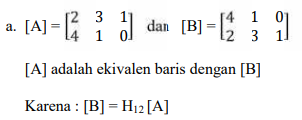 a. [A] = [2 3 1 dan [B] = [4 1 0]
4 1 0] 2 3 1]
[A] adalah ekivalen baris dengan [B]
Karena : [B] = H₁₂ [A]